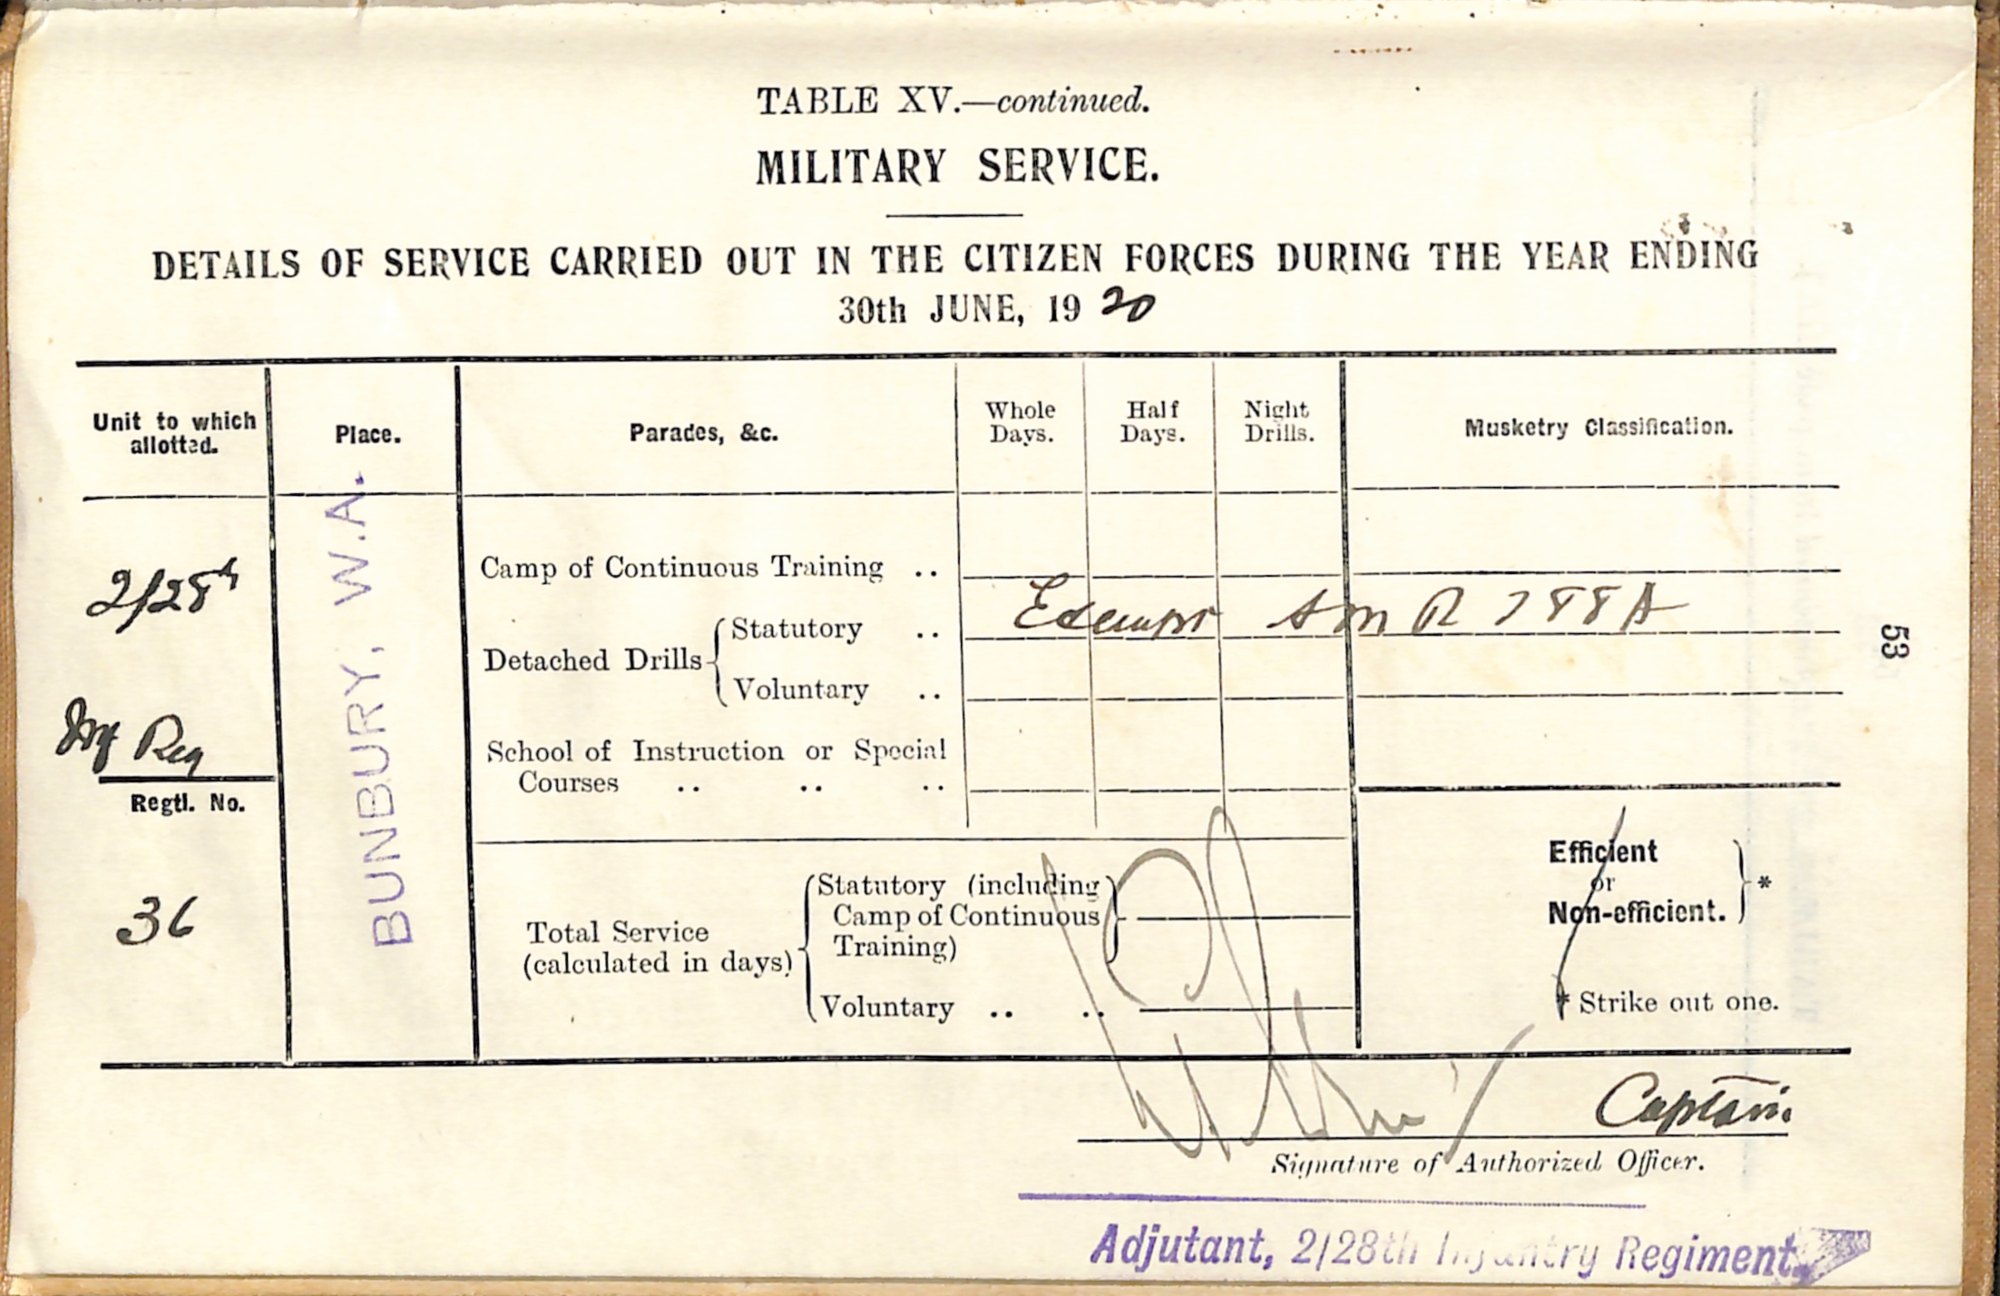 TABLE XV.—continued.
MILITARY SERVICE.
DETAILS OF SERVICE CARRIED OUT IN THE CITIZEN FORCES DURING THE YEAR ENDING
30th JUNE, 19 20
Unit to which allotted.
Place.
Parades, &c.
Whole Days.
Half Days.
Night Drills.
Musketry Classification.
2/28th
Inf Reg
Regtl. No.
36
BUNBURY, W.A.
Camp of Continuous Training ..
Detached Drills
Statutory ..
Voluntary ..
Exempt A M R 788A
School of Instruction or Special
Courses .. .. ..
Total Service
(calculated in days)
Statutory (including
Camp of Continuous
Training)
Voluntary .. ..
Efficient
or
Non-efficient.
*
* Strike out one.
Captain
Signature of Authorized Officer.
Adjutant, 2/28th Infantry Regiment.
53